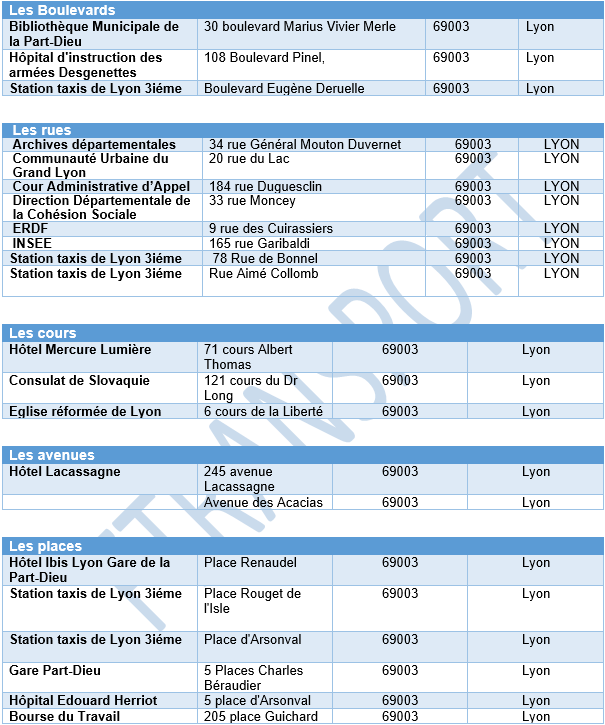 Les Boulevards
Bibliothèque Municipale de la Part-Dieu 30 boulevard Marius Vivier Merle 69003 Lyon
Hôpital d'instruction des armées Desgenettes 108 Boulevard Pinel, 69003 Lyon
Station taxis de Lyon 3iéme Boulevard Eugène Deruelle 69003 Lyon
Les rues
Archives départementales 34 rue Général Mouton Duvernet 69003 LYON
Communauté Urbaine du Grand Lyon 20 rue du Lac 69003 LYON
Cour Administrative d'Appel 184 rue Duguesclin 69003 LYON
Direction Départementale de la Cohésion Sociale 33 rue Moncey 69003 LYON
ERDF 9 rue des Cuirassiers 69003 LYON
INSEE 165 rue Garibaldi 69003 LYON
Station taxis de Lyon 3iéme 78 Rue de Bonnel 69003 LYON
Station taxis de Lyon 3iéme Rue Aimé Collomb 69003 LYON
Les cours
Hôtel Mercure Lumière 71 cours Albert Thomas 69003 Lyon
Consulat de Slovaquie 121 cours du Dr Long 69003 Lyon
Eglise réformée de Lyon 6 cours de la Liberté 69003 Lyon
Les avenues
Hôtel Lacassagne 245 avenue Lacassagne 69003 Lyon
Avenue des Acacias 69003 Lyon
Les places
Hôtel Ibis Lyon Gare de la Part-Dieu Place Renaudel 69003 Lyon
Station taxis de Lyon 3iéme Place Rouget de l'Isle 69003 Lyon
Station taxis de Lyon 3iéme Place d'Arsonval 69003 Lyon
Gare Part-Dieu 5 Places Charles Béraudier 69003 Lyon
Hôpital Edouard Herriot 5 place d'Arsonval 69003 Lyon
Bourse du Travail 205 place Guichard 69003 Lyon
TRANSPORT